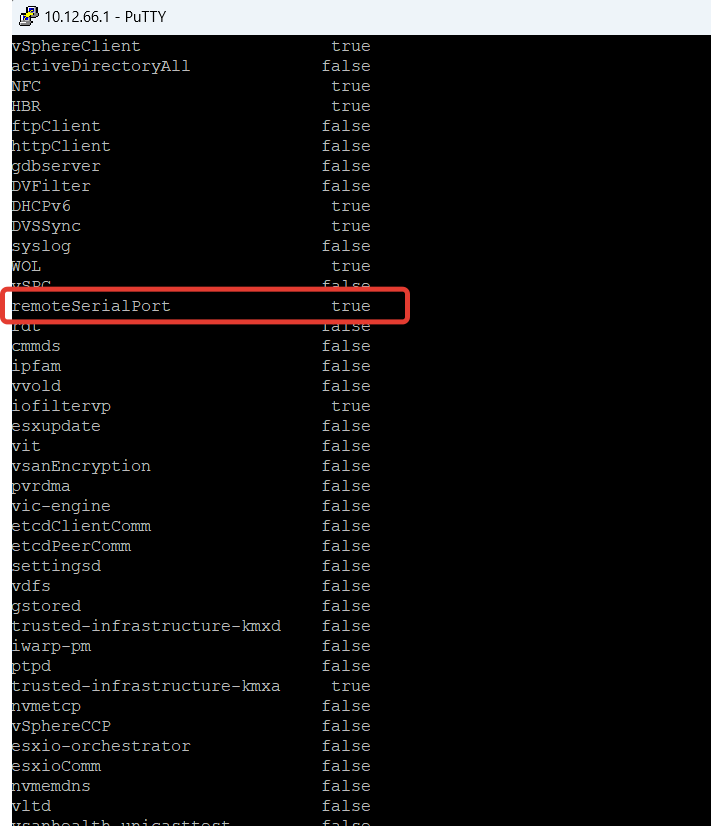 10.12.66.1 - PuTTY
vSphereClient true
activeDirectoryAll false
NFC true
HBR true
ftpClient false
httpClient false
gdbserver false
DVFilter false
DHCPv6 true
DVSSync true
syslog false
WOL true
vSPC false
remoteSerialPort true
rdt false
cmmds false
ipfam false
vvold false
iofiltervp true
esxupdate false
vit false
vsanEncryption false
pvrdma false
vic-engine false
etcdClientComm false
etcdPeerComm false
settingsd false
vdfs false
gstored false
trusted-infrastructure-kmxd false
iwarp-pm false
ptpd false
trusted-infrastructure-kmxa true
nvmetcp false
vSphereCCP false
esxio-orchestrator false
esxioComm false
nvmemdns false
vltd false
vsanhealth-unicasttest false